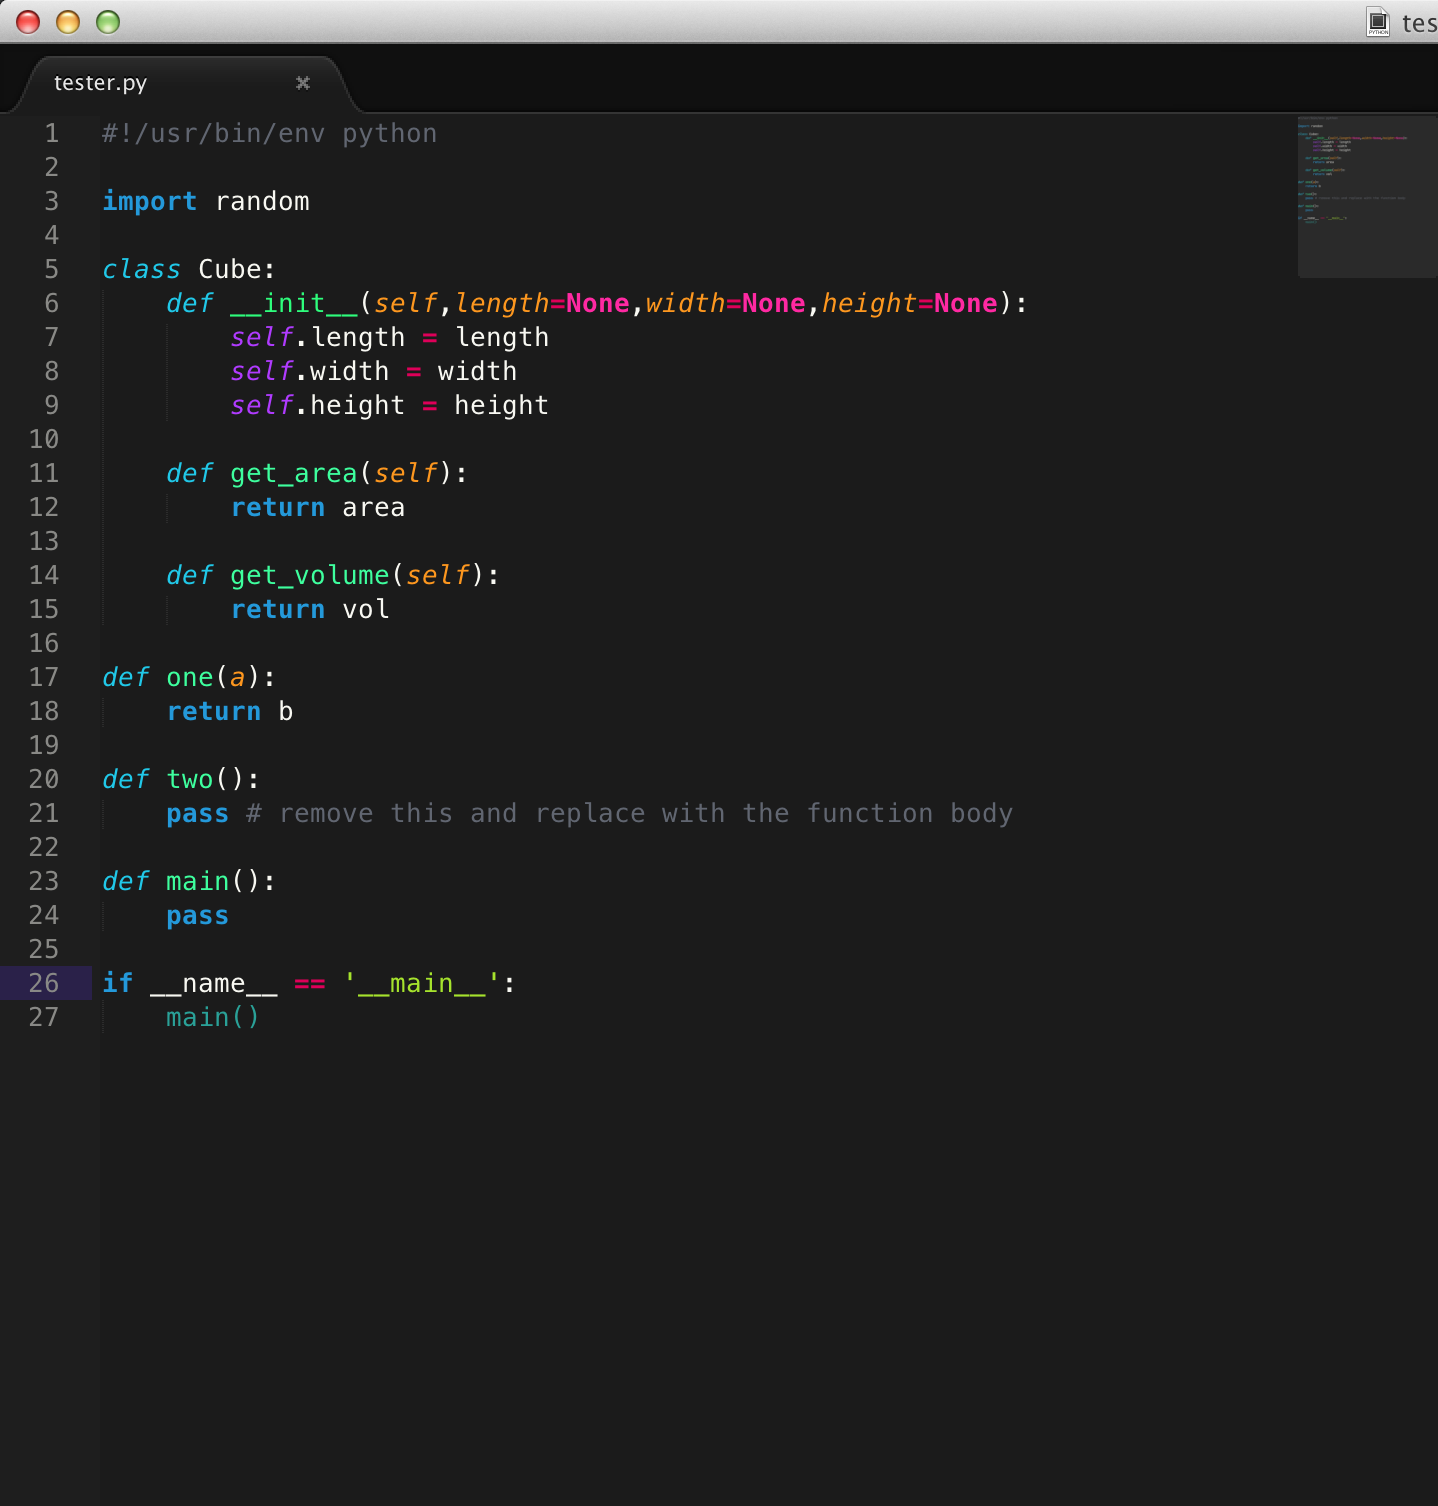 tes
tester.py
1 #!/usr/bin/env python
2
3 import random
4
5 class Cube:
6     def __init__(self,length=None,width=None,height=None):
7         self.length = length
8         self.width = width
9         self.height = height
10
11     def get_area(self):
12         return area
13
14     def get_volume(self):
15         return vol
16
17 def one(a):
18     return b
19
20 def two():
21     pass # remove this and replace with the function body
22
23 def main():
24     pass
25
26 if __name__ == '__main__':
27     main()